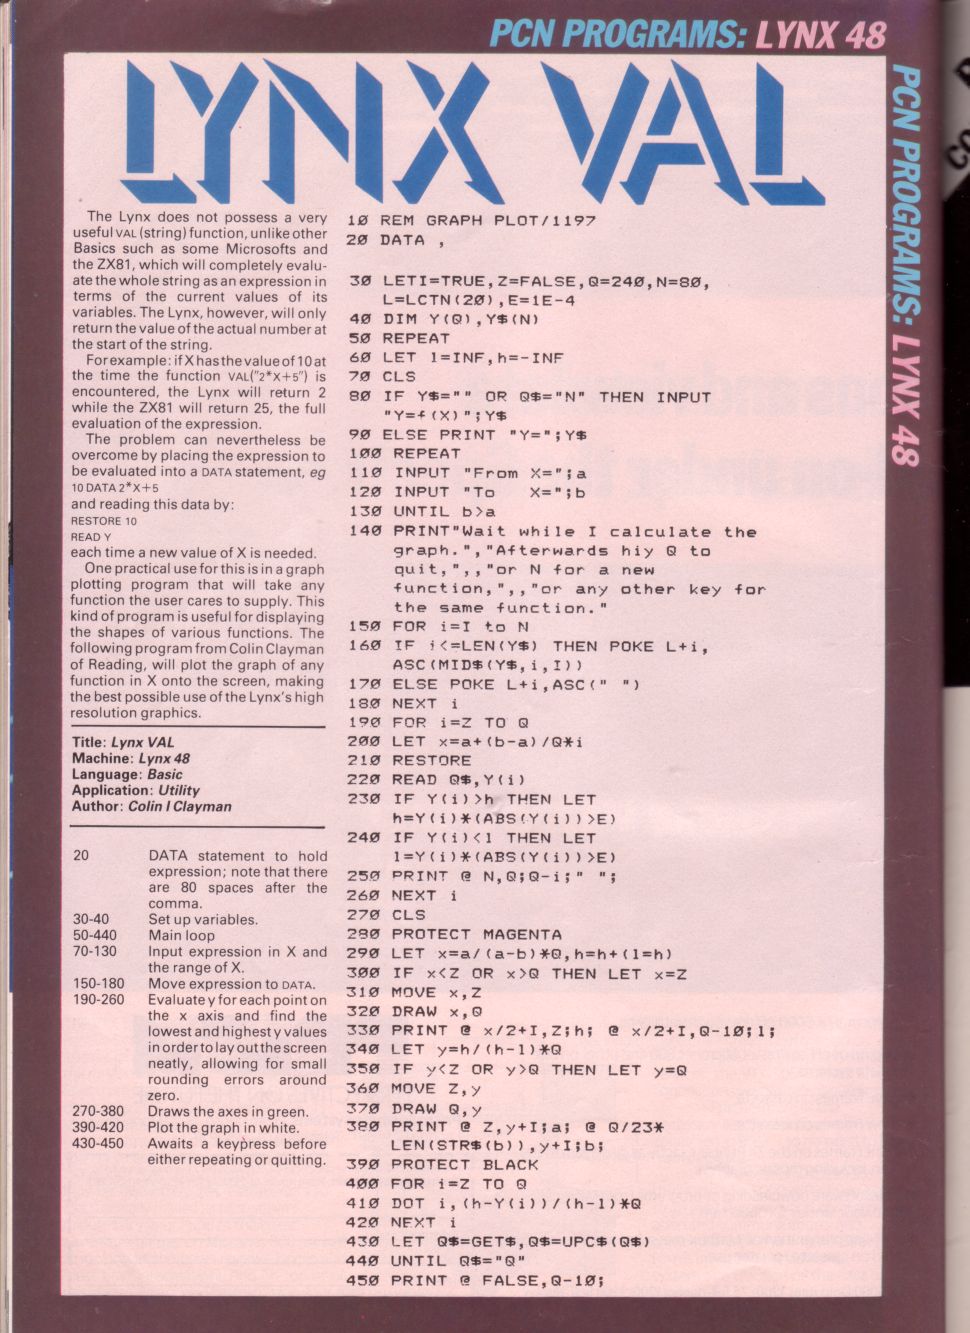 PCN PROGRAMS: LYNX 48
PCN PROGRAMS: LYNX 48
LYNX VAL
The Lynx does not possess a very
useful VAL (string) function, unlike other
Basics such as some Microsofts and
the ZX81, which will completely evalu-
ate the whole string as an expression in
terms of the current values of its
variables. The Lynx, however, will only
return the value of the actual number at
the start of the string.
For example: if X has the value of 10 at
the time the function VAL("2*X+5") is
encountered, the Lynx will return 2
while the ZX81 will return 25, the full
evaluation of the expression.
The problem can nevertheless be
overcome by placing the expression to
be evaluated into a DATA statement, eg
10 DATA 2*X+5
and reading this data by:
RESTORE 10
READ Y
each time a new value of X is needed.
One practical use for this is in a graph
plotting program that will take any
function the user cares to supply. This
kind of program is useful for displaying
the shapes of various functions. The
following program from Colin Clayman
of Reading, will plot the graph of any
function in X onto the screen, making
the best possible use of the Lynx's high
resolution graphics.
Title: Lynx VAL
Machine: Lynx 48
Language: Basic
Application: Utility
Author: Colin I Clayman
20 DATA statement to hold
expression; note that there
are 80 spaces after the
comma.
30-40 Set up variables.
50-440 Main loop
70-130 Input expression in X and
the range of X.
150-180 Move expression to DATA.
190-260 Evaluate y for each point on
the x axis and find the
lowest and highest y values
in order to lay out the screen
neatly, allowing for small
rounding errors around
zero.
270-380 Draws the axes in green.
390-420 Plot the graph in white.
430-450 Awaits a keypress before
either repeating or quitting.
10 REM GRAPH PLOT/1197
20 DATA ,
30 LETI=TRUE,Z=FALSE,Q=240,N=80,
L=LCTN(20),E=1E-4
40 DIM Y(Q),Y$(N)
50 REPEAT
60 LET l=INF,h=-INF
70 CLS
80 IF Y$="" OR Q$="N" THEN INPUT
"Y=f(X)";Y$
90 ELSE PRINT "Y=";Y$
100 REPEAT
110 INPUT "From X=";a
120 INPUT "To   X=";b
130 UNTIL b>a
140 PRINT"Wait while I calculate the
graph.","Afterwards hiy Q to
quit,",,"or N for a new
function,",,"or any other key for
the same function."
150 FOR i=I to N
160 IF i<=LEN(Y$) THEN POKE L+i,
ASC(MID$(Y$,i,I))
170 ELSE POKE L+i,ASC(" ")
180 NEXT i
190 FOR i=Z TO Q
200 LET x=a+(b-a)/Q*i
210 RESTORE
220 READ Q$,Y(i)
230 IF Y(i)>h THEN LET
h=Y(i)*(ABS(Y(i))>E)
240 IF Y(i)<l THEN LET
l=Y(i)*(ABS(Y(i))>E)
250 PRINT @ N,Q;Q-i;" ";
260 NEXT i
270 CLS
280 PROTECT MAGENTA
290 LET x=a/(a-b)*Q,h=h+(l=h)
300 IF x<Z OR x>Q THEN LET x=Z
310 MOVE x,Z
320 DRAW x,Q
330 PRINT @ x/2+I,Z;h; @ x/2+I,Q-10;l;
340 LET y=h/(h-l)*Q
350 IF y<Z OR y>Q THEN LET y=Q
360 MOVE Z,y
370 DRAW Q,y
380 PRINT @ Z,y+I;a; @ Q/23*
LEN(STR$(b)),y+I;b;
390 PROTECT BLACK
400 FOR i=Z TO Q
410 DOT i,(h-Y(i))/(h-l)*Q
420 NEXT i
430 LET Q$=GET$,Q$=UPC$(Q$)
440 UNTIL Q$="Q"
450 PRINT @ FALSE,Q-10;